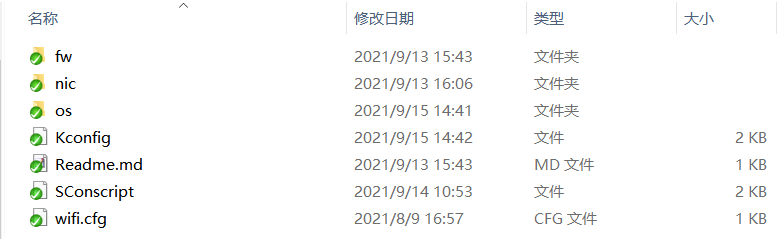 名称 修改日期 类型 大小
fw 2021/9/13 15:43 文件夹
nic 2021/9/13 16:06 文件夹
os 2021/9/15 14:41 文件夹
Kconfig 2021/9/15 14:42 文件 2 KB
Readme.md 2021/9/13 15:43 MD 文件 1 KB
SConscript 2021/9/14 10:53 文件 2 KB
wifi.cfg 2021/8/9 16:57 CFG 文件 1 KB